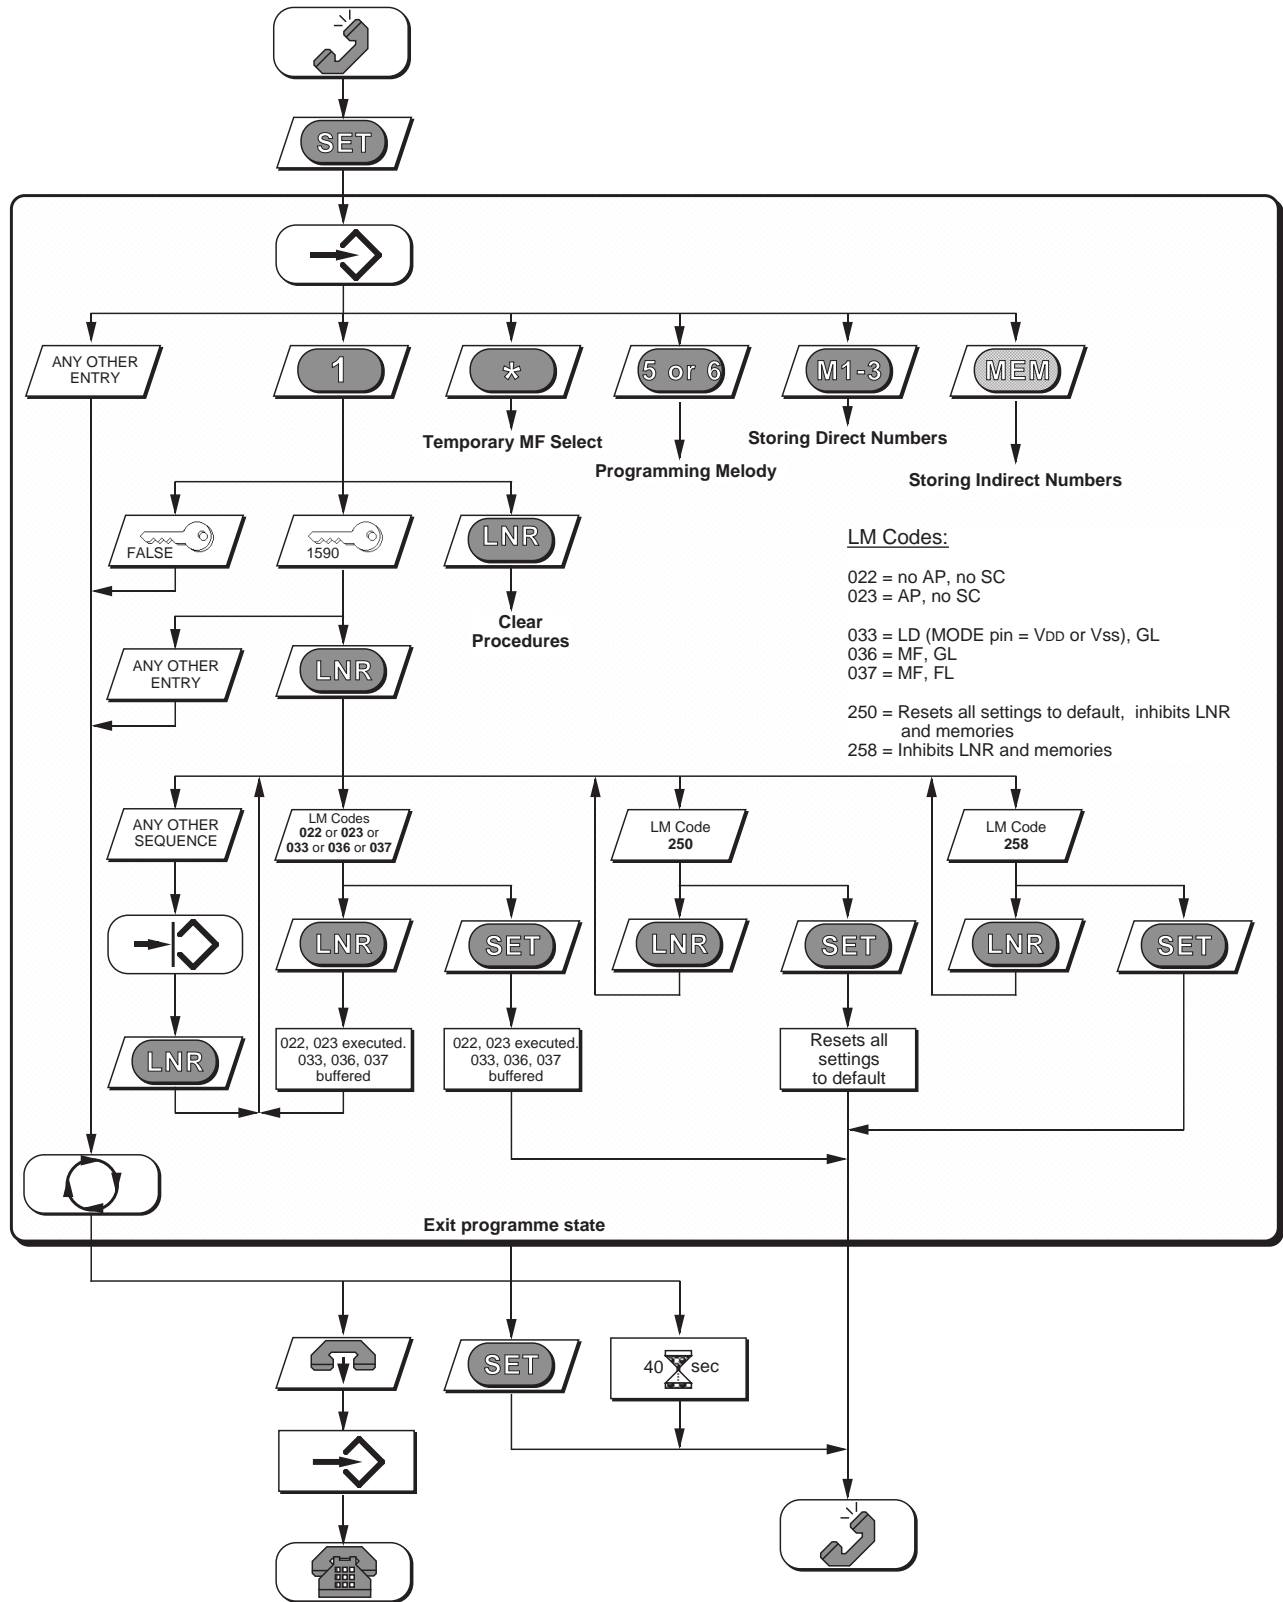 SET
ANY OTHER
ENTRY
1
*
5 or 6
M1-3
MEM
Temporary MF Select
Programming Melody
Storing Direct Numbers
Storing Indirect Numbers
FALSE
1590
LNR
Clear
Procedures
ANY OTHER
ENTRY
LNR
LM Codes:
022 = no AP, no SC
023 = AP, no SC
033 = LD (MODE pin = VDD or Vss), GL
036 = MF, GL
037 = MF, FL
250 = Resets all settings to default, inhibits LNR
and memories
258 = Inhibits LNR and memories
ANY OTHER
SEQUENCE
LM Codes
022 or 023 or
033 or 036 or 037
LM Code
250
LM Code
258
LNR
SET
LNR
SET
LNR
SET
LNR
022, 023 executed.
033, 036, 037
buffered
022, 023 executed.
033, 036, 037
buffered
Resets all
settings
to default
Exit programme state
SET
40 sec